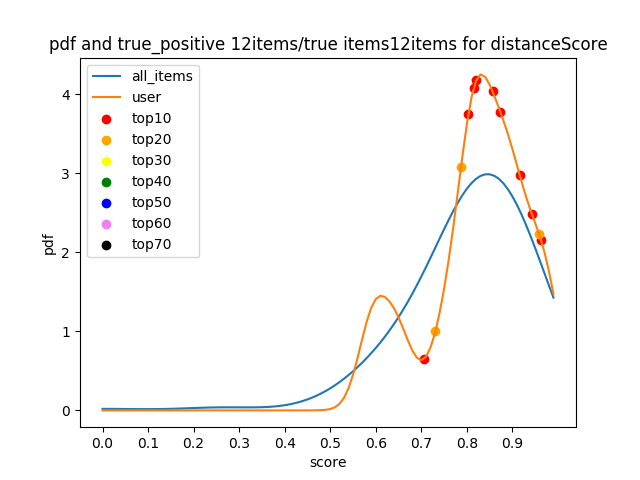 pdf and true_positive 12items/true items12items for distanceScore
all_items
user
top10
top20
top30
top40
top50
top60
top70
pdf
4
3
2
1
0
0.0 0.1 0.2 0.3 0.4 0.5 0.6 0.7 0.8 0.9
score